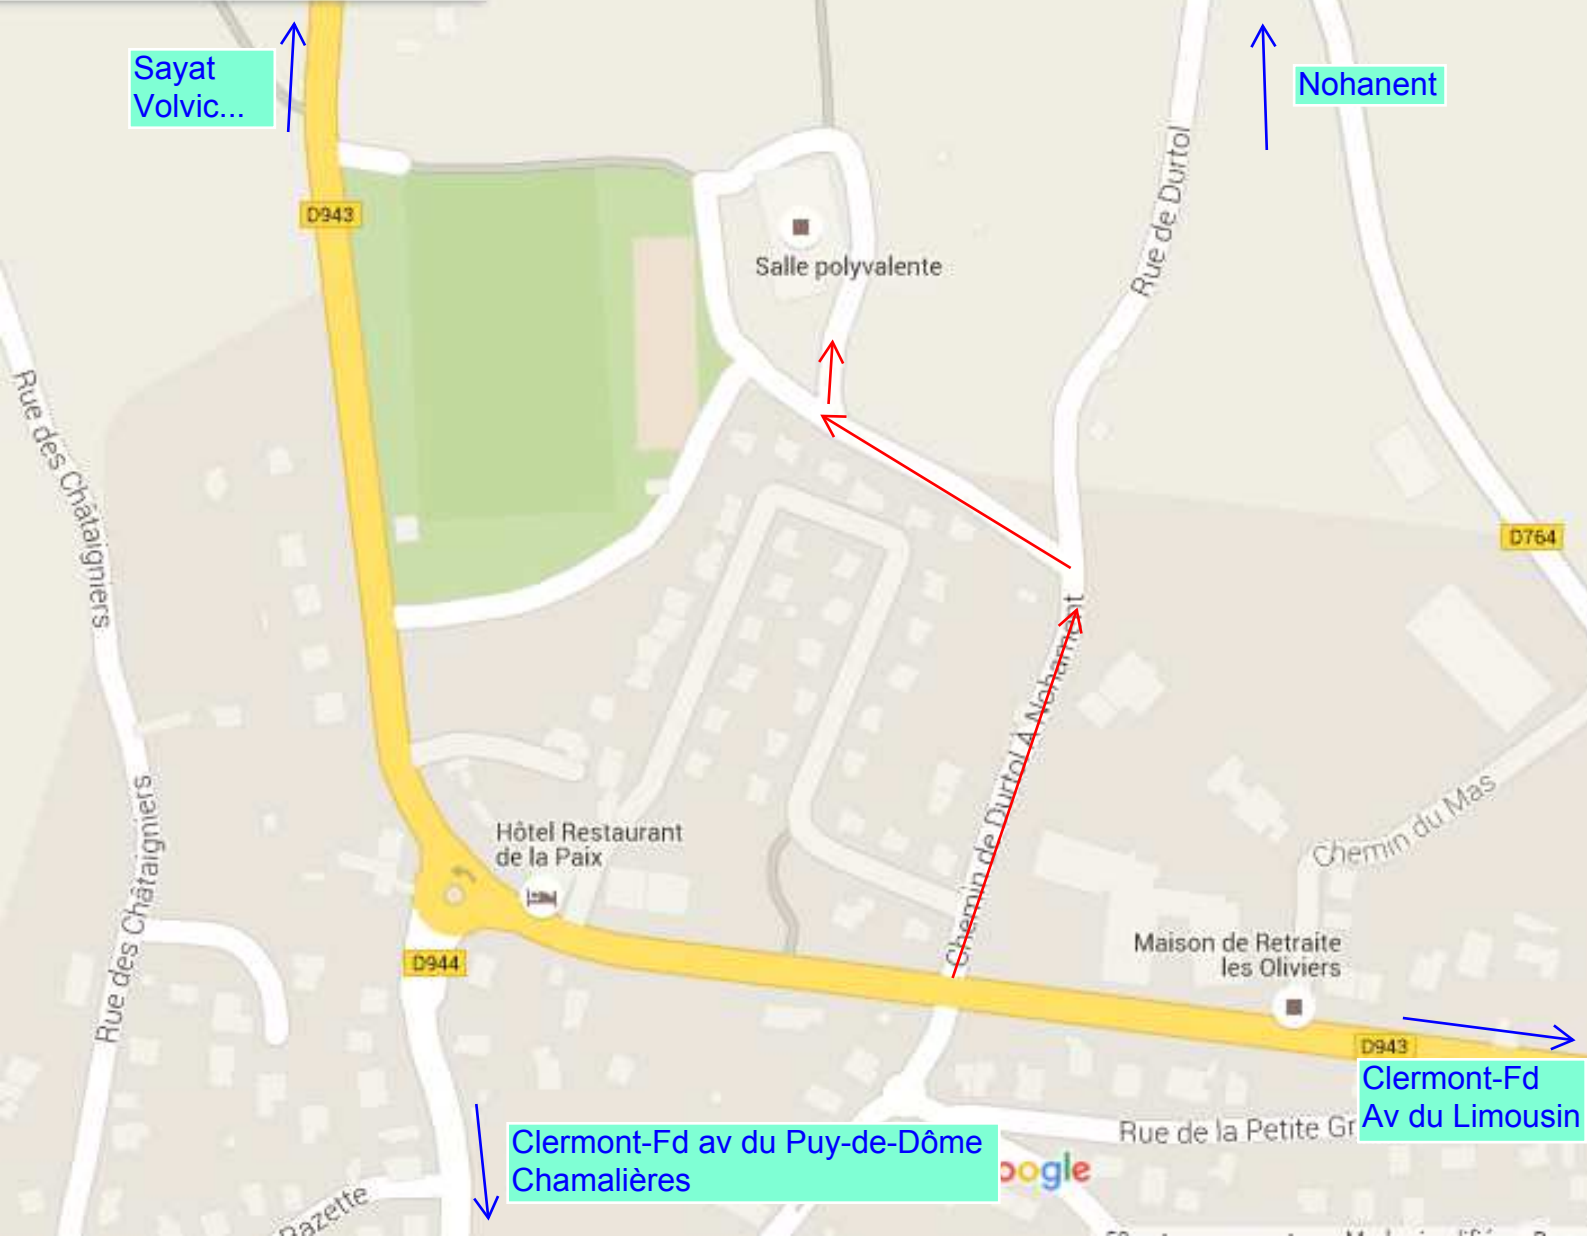 Sayat
Volvic...
Nohanent
Rue de Durtol
D943
Salle polyvalente
Rue des Châtaigniers
D764
Chemin de Durtol À Nohanent
Chemin du Mas
Hôtel Restaurant
de la Paix
Rue des Châtaigniers
Maison de Retraite
les Oliviers
D944
D943
Clermont-Fd
Av du Limousin
Rue de la Petite Gr
Clermont-Fd av du Puy-de-Dôme
Chamalières
oogle
Bazette